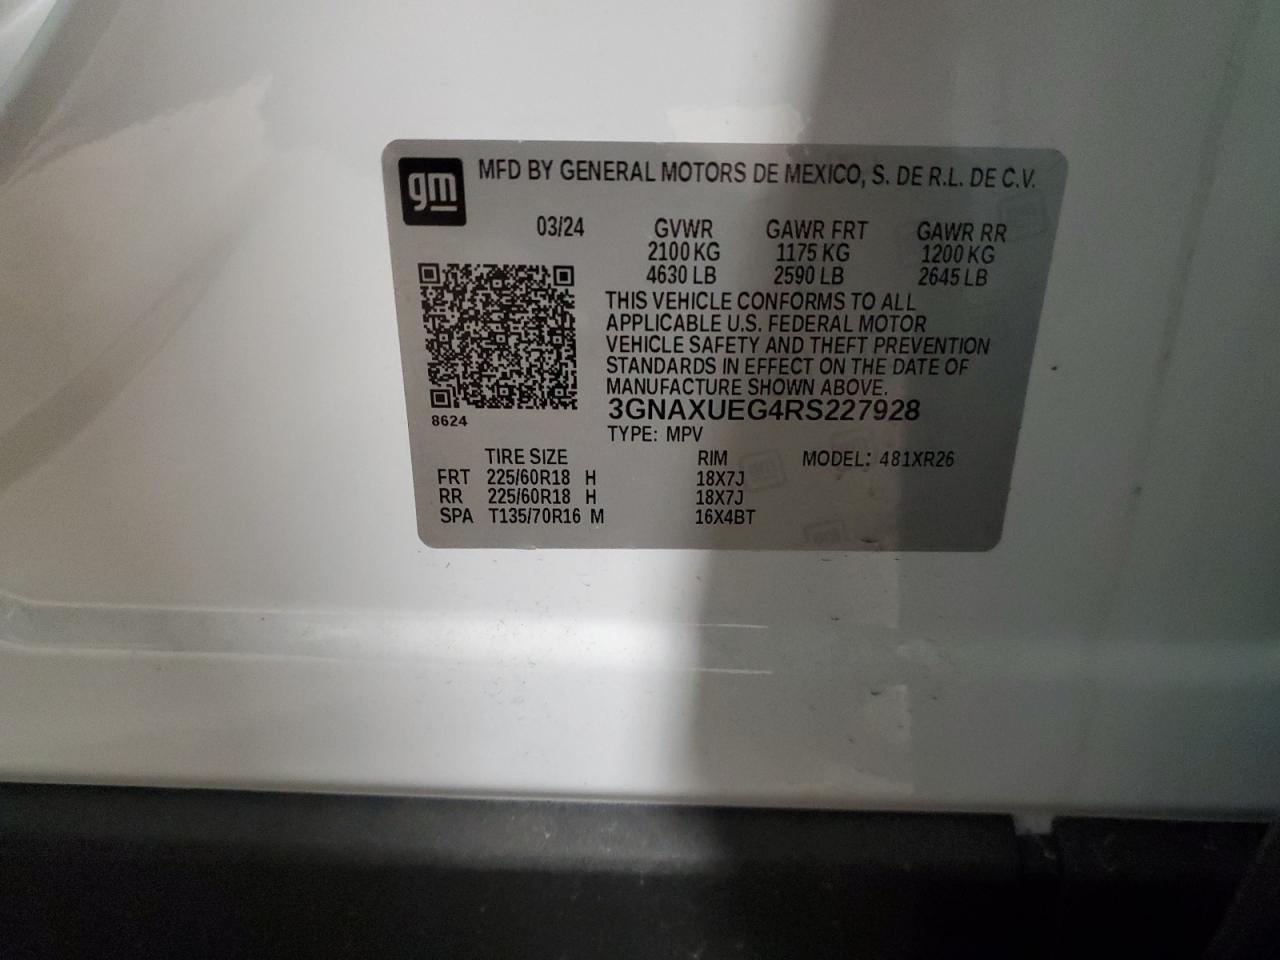 gm
MFD BY GENERAL MOTORS DE MEXICO, S. DE R.L. DE C.V.
03/24 GVWR GAWR FRT GAWR RR
2100 KG 1175 KG 1200 KG
4630 LB 2590 LB 2645 LB
THIS VEHICLE CONFORMS TO ALL
APPLICABLE U.S. FEDERAL MOTOR
VEHICLE SAFETY AND THEFT PREVENTION
STANDARDS IN EFFECT ON THE DATE OF
MANUFACTURE SHOWN ABOVE.
3GNAXUEG4RS227928
8624
TYPE: MPV
TIRE SIZE RIM MODEL: 481XR26
FRT 225/60R18 H 18X7J
RR 225/60R18 H 18X7J
SPA T135/70R16 M 16X4BT